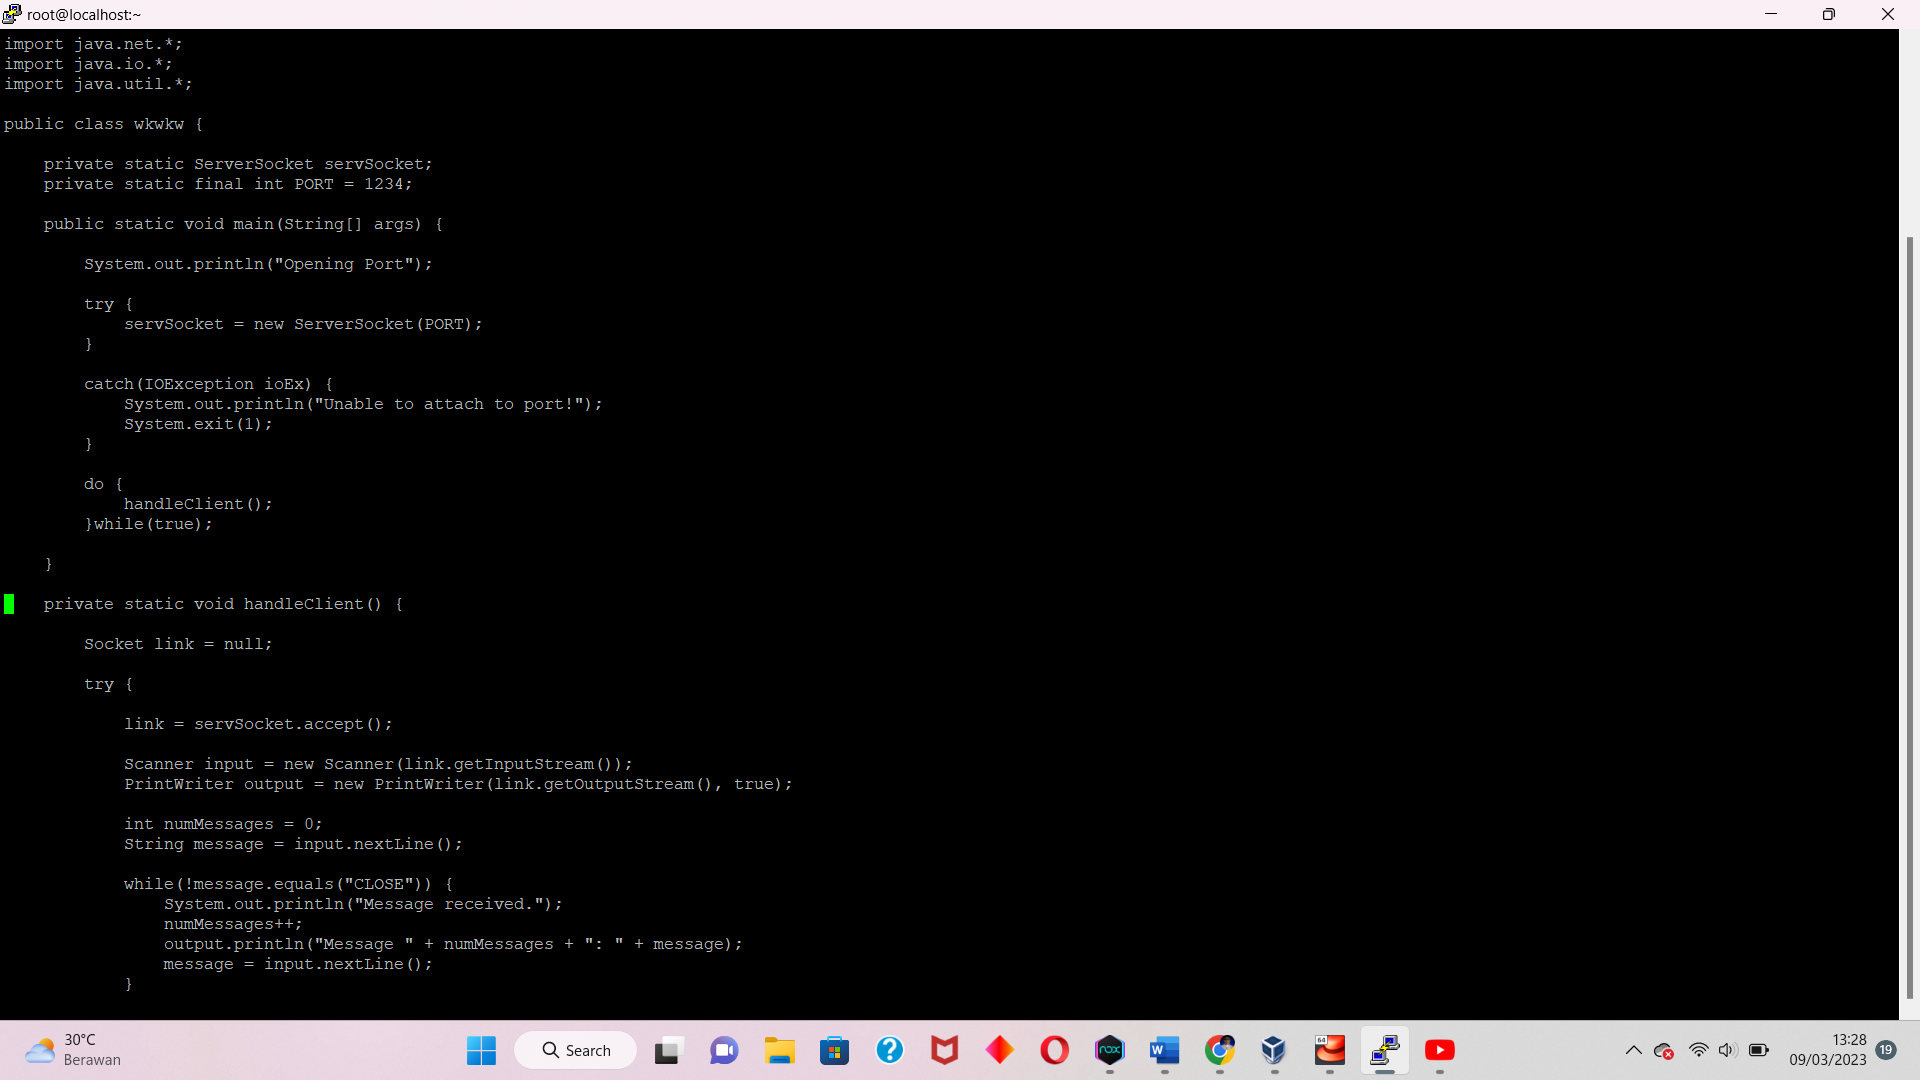 root@localhost:~
import java.net.*;
import java.io.*;
import java.util.*;
public class wkwkw {
private static ServerSocket servSocket;
private static final int PORT = 1234;
public static void main(String[] args) {
System.out.println("Opening Port");
try {
servSocket = new ServerSocket(PORT);
}
catch(IOException ioEx) {
System.out.println("Unable to attach to port!");
System.exit(1);
}
do {
handleClient();
}while(true);
}
private static void handleClient() {
Socket link = null;
try {
link = servSocket.accept();
Scanner input = new Scanner(link.getInputStream());
PrintWriter output = new PrintWriter(link.getOutputStream(), true);
int numMessages = 0;
String message = input.nextLine();
while(!message.equals("CLOSE")) {
System.out.println("Message received.");
numMessages++;
output.println("Message " + numMessages + ": " + message);
message = input.nextLine();
}
30°C
Berawan
Search
nox
W
64
13:28
09/03/2023
19